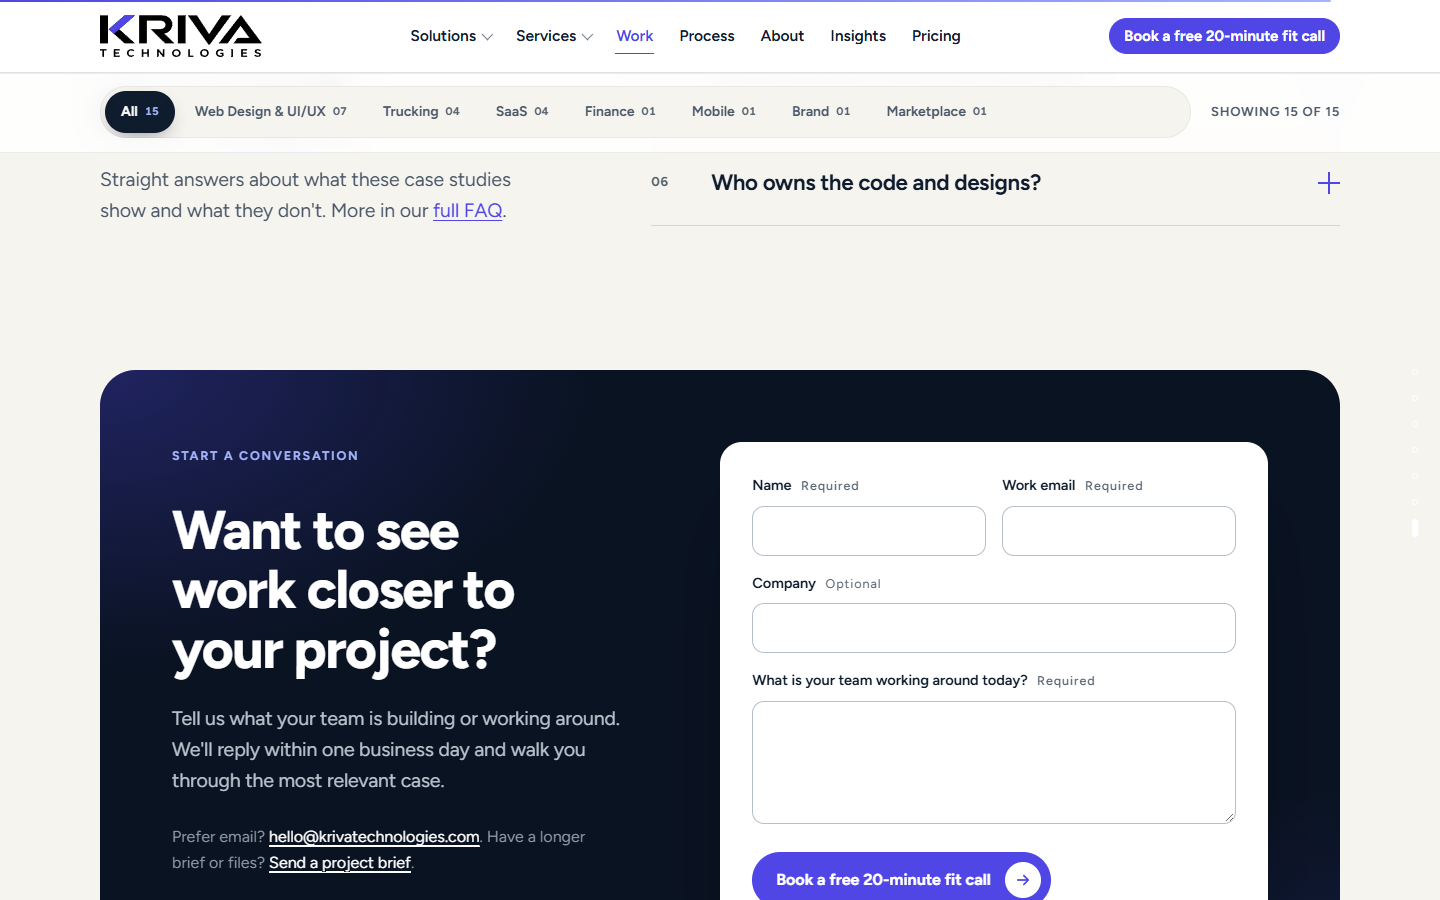 KRIVA
TECHNOLOGIES
Solutions Services Work Process About Insights Pricing
Book a free 20-minute fit call
All 15 Web Design & UI/UX 07 Trucking 04 SaaS 04 Finance 01 Mobile 01 Brand 01 Marketplace 01
SHOWING 15 OF 15
Straight answers about what these case studies
show and what they don't. More in our full FAQ.
06 Who owns the code and designs?
START A CONVERSATION
Want to see
work closer to
your project?
Tell us what your team is building or working around.
We'll reply within one business day and walk you
through the most relevant case.
Prefer email? hello@krivatechnologies.com. Have a longer
brief or files? Send a project brief.
Name Required
Work email Required
Company Optional
What is your team working around today? Required
Book a free 20-minute fit call